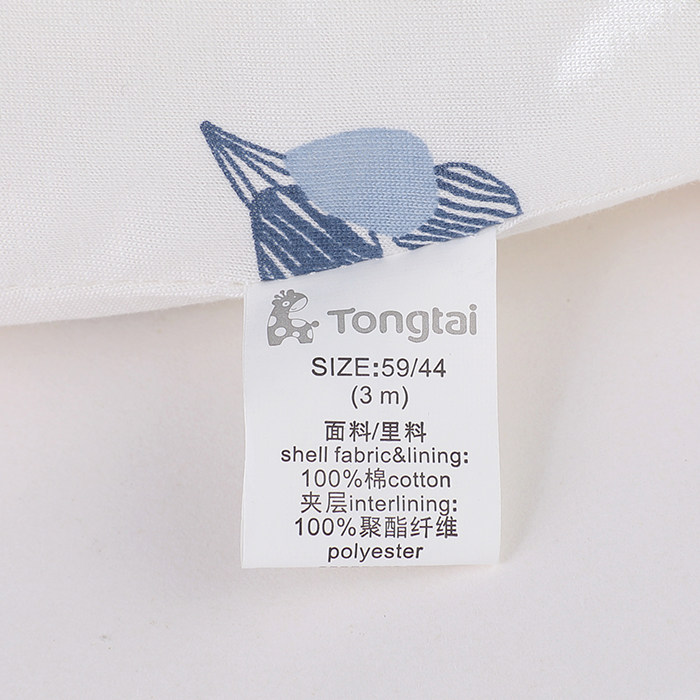 Tongtai
SIZE:59/44
(3 m)
面料/里料
shell fabric&lining:
100%棉cotton
夹层interlining:
100%聚酯纤维
polyester